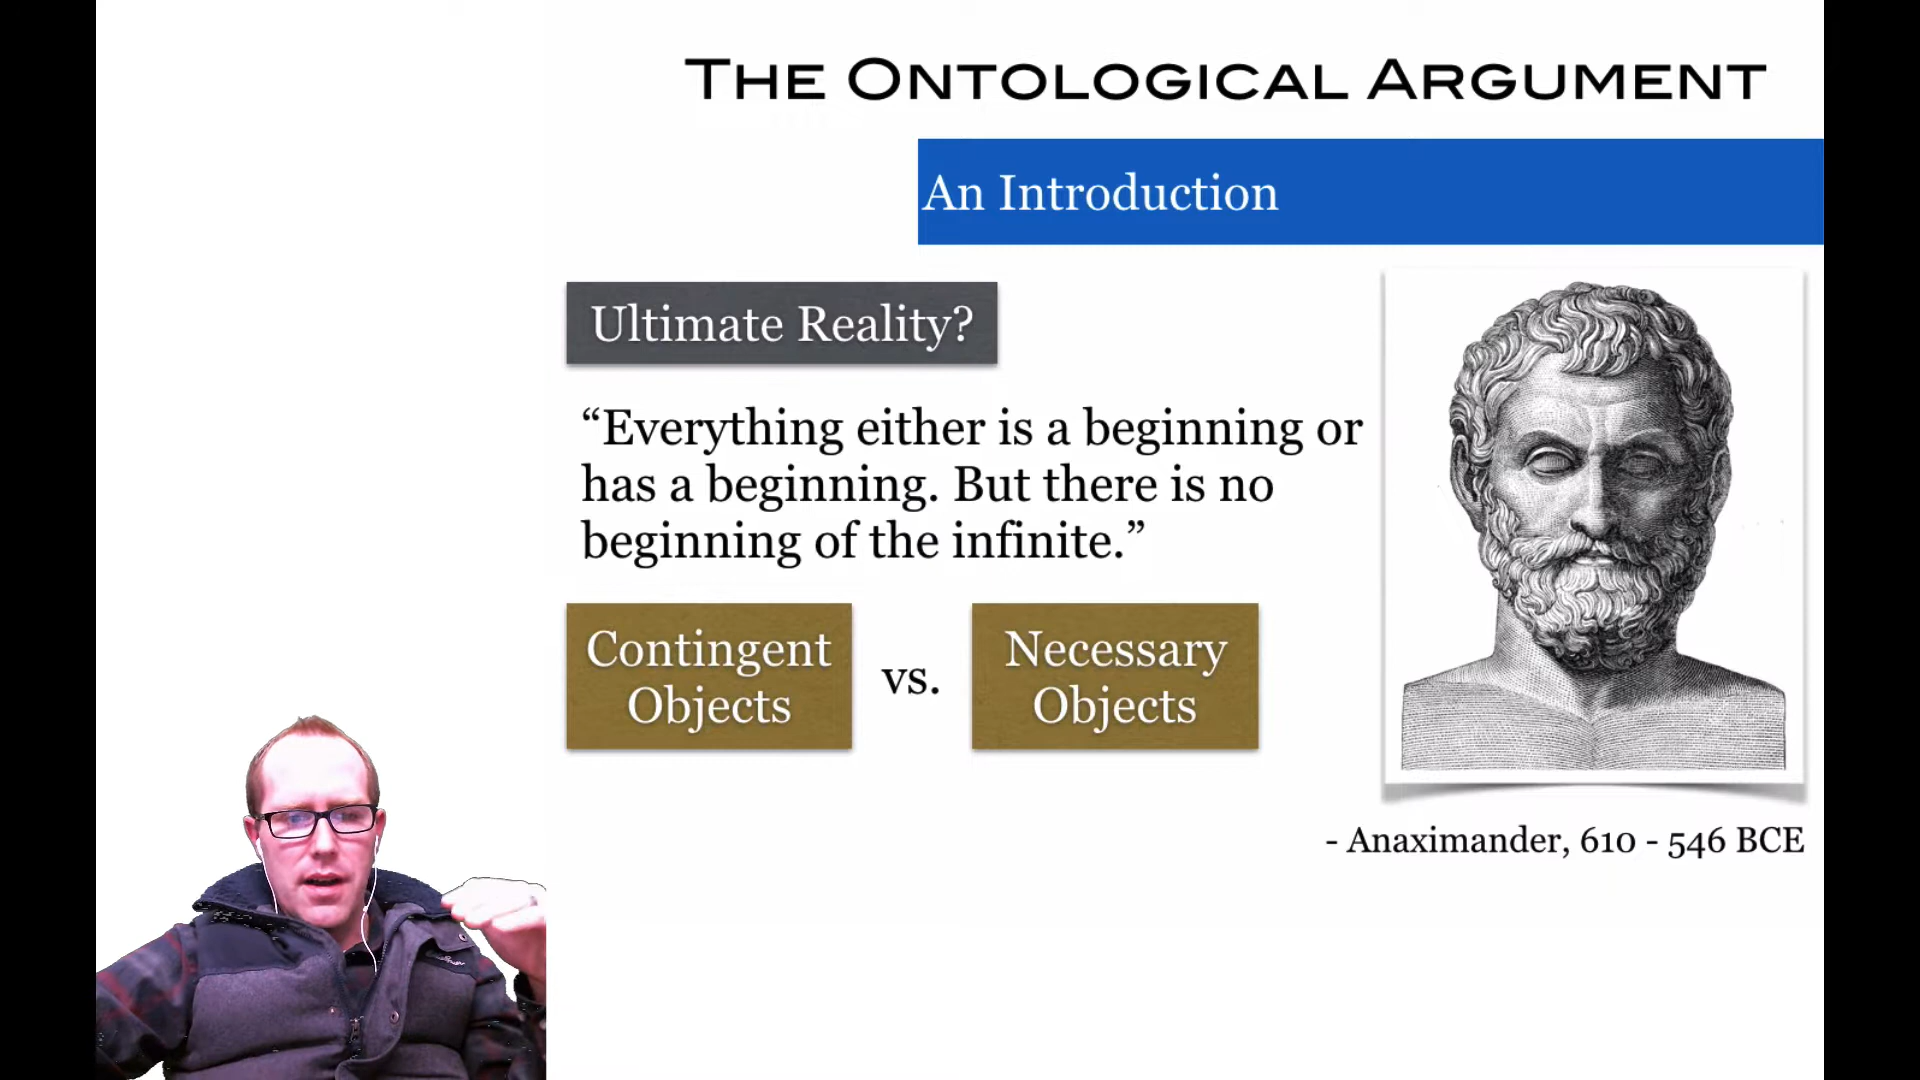 THE ONTOLOGICAL ARGUMENT
An Introduction
Ultimate Reality?
“Everything either is a beginning or
has a beginning. But there is no
beginning of the infinite.”
Contingent
Objects
vs.
Necessary
Objects
- Anaximander, 610 - 546 BCE